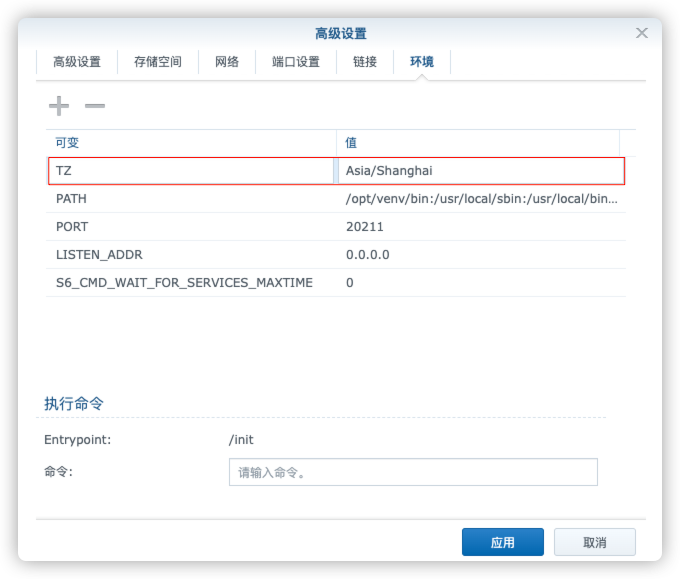 高级设置
高级设置 存储空间 网络 端口设置 链接 环境
可变 值
TZ Asia/Shanghai
PATH /opt/venv/bin:/usr/local/sbin:/usr/local/bin...
PORT 20211
LISTEN_ADDR 0.0.0.0
S6_CMD_WAIT_FOR_SERVICES_MAXTIME 0
执行命令
Entrypoint: /init
命令: 请输入命令。
应用 取消